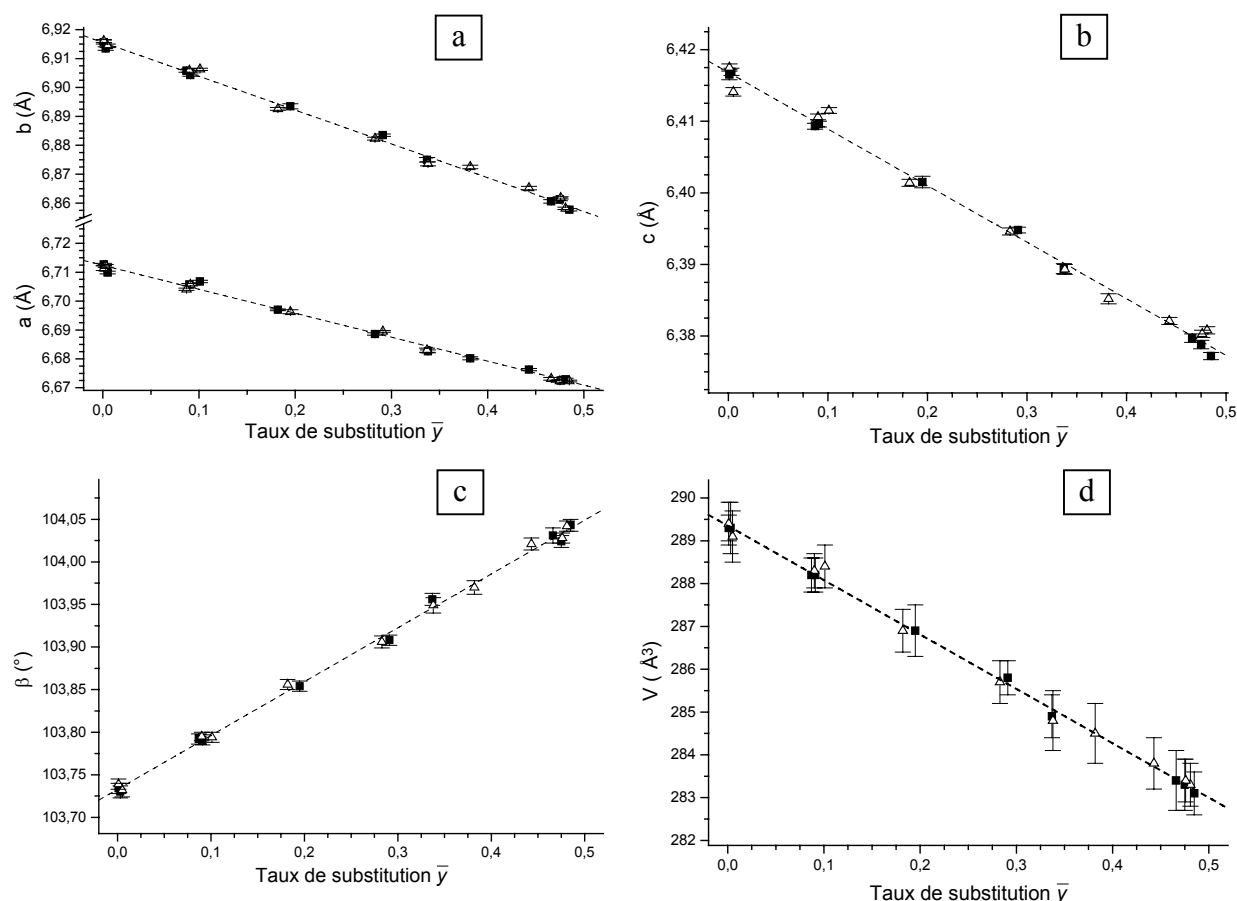 a
6,92
6,91
6,90
6,89
6,88
6,87
6,86
b (Å)
6,72
6,71
6,70
6,69
6,68
6,67
a (Å)
0,0 0,1 0,2 0,3 0,4 0,5
Taux de substitution y̅
b
6,42
6,41
6,40
6,39
6,38
c (Å)
0,0 0,1 0,2 0,3 0,4 0,5
Taux de substitution y̅
c
104,05
104,00
103,95
103,90
103,85
103,80
103,75
103,70
β (°)
0,0 0,1 0,2 0,3 0,4 0,5
Taux de substitution y̅
d
290
289
288
287
286
285
284
283
282
V ( Å³)
0,0 0,1 0,2 0,3 0,4 0,5
Taux de substitution y̅